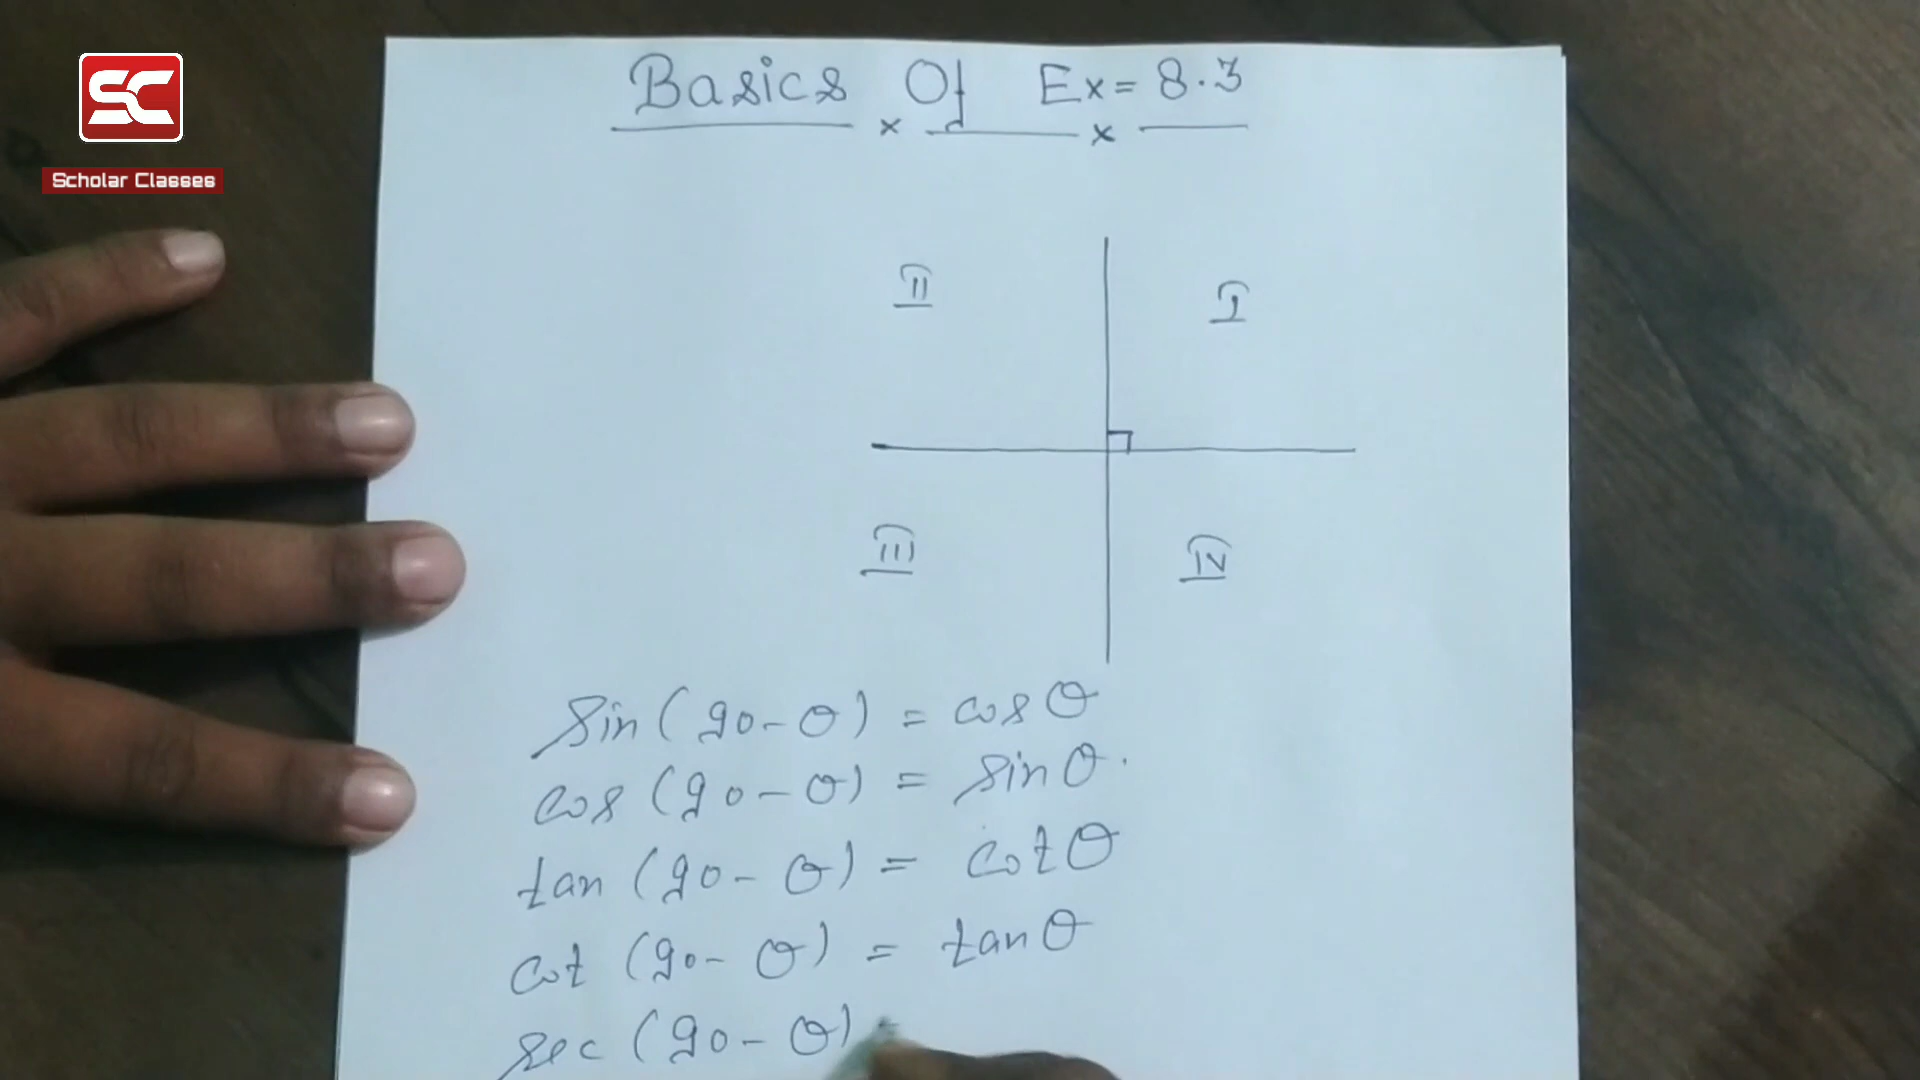 SC
Scholar Classes
Basics Of Ex = 8.3
II
I
III
IV
sin (90 - θ) = cos θ
cos (90 - θ) = sin θ.
tan (90 - θ) = cot θ
cot (90 - θ) = tan θ
sec (90 - θ) =